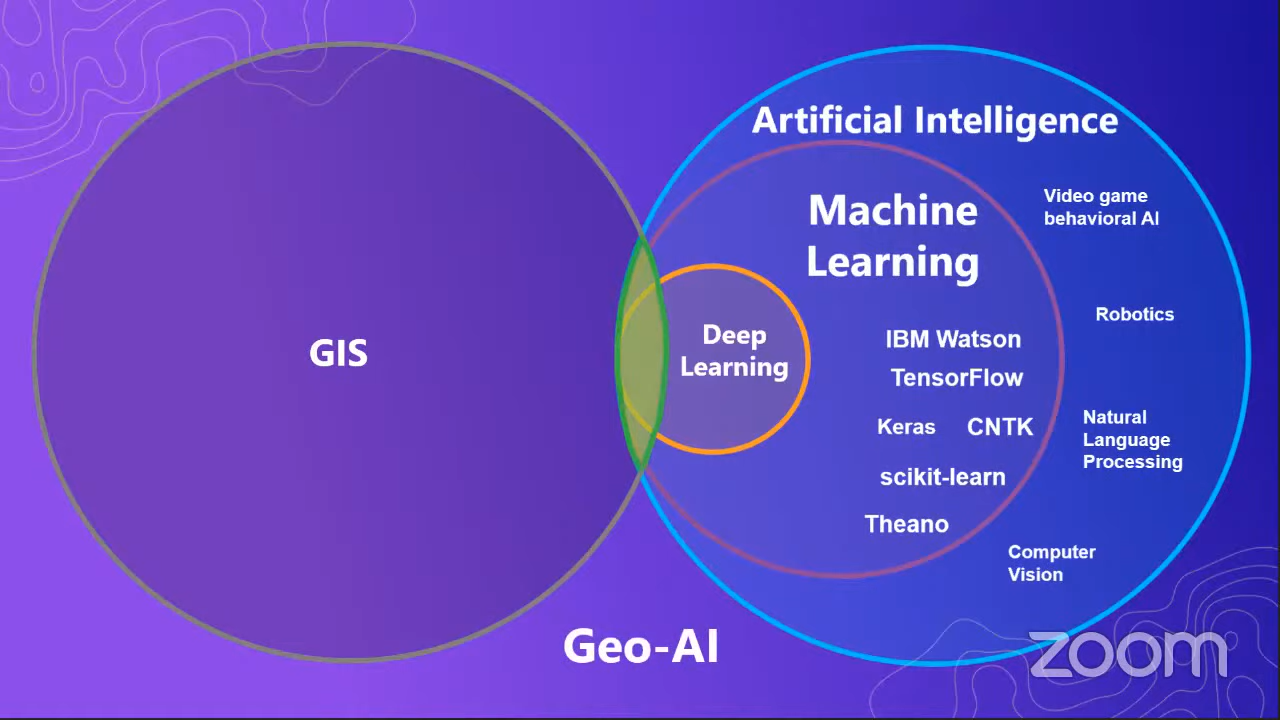 Artificial Intelligence
Machine
Learning
Video game
behavioral AI
Robotics
GIS
Deep
Learning
IBM Watson
TensorFlow
Keras CNTK
scikit-learn
Theano
Natural
Language
Processing
Computer
Vision
Geo-AI
zoom